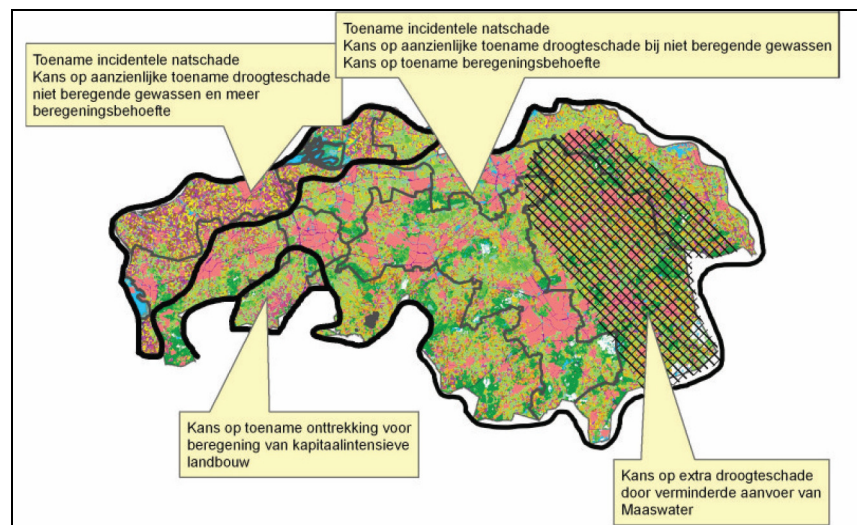 Toename incidentele natschade
Kans op aanzienlijke toename droogteschade
niet beregende gewassen en meer
beregeningsbehoefte
Toename incidentele natschade
Kans op aanzienlijke toename droogteschade bij niet beregende gewassen
Kans op toename beregeningsbehoefte
Kans op toename onttrekking voor
beregening van kapitaalintensieve
landbouw
Kans op extra droogteschade
door verminderde aanvoer van
Maaswater